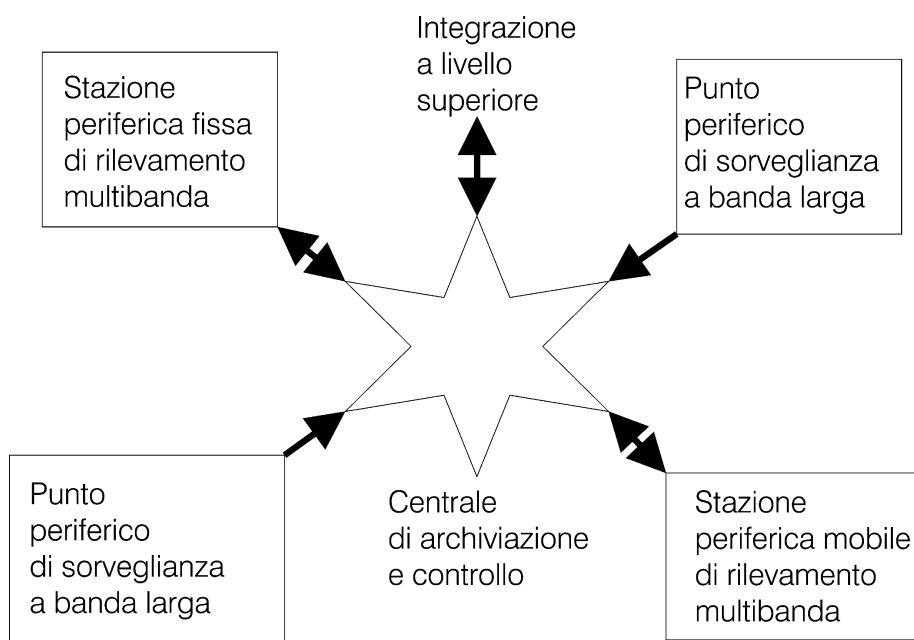 Integrazione
a livello
superiore
Stazione
periferica fissa
di rilevamento
multibanda
Punto
periferico
di sorveglianza
a banda larga
Punto
periferico
di sorveglianza
a banda larga
Centrale
di archiviazione
e controllo
Stazione
periferica mobile
di rilevamento
multibanda